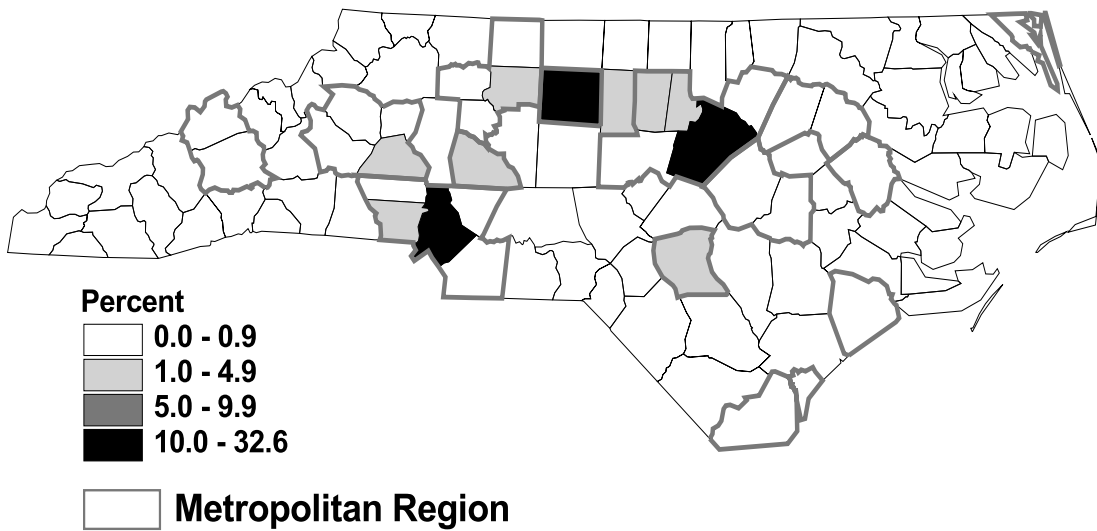 Percent
0.0 - 0.9
1.0 - 4.9
5.0 - 9.9
10.0 - 32.6
Metropolitan Region